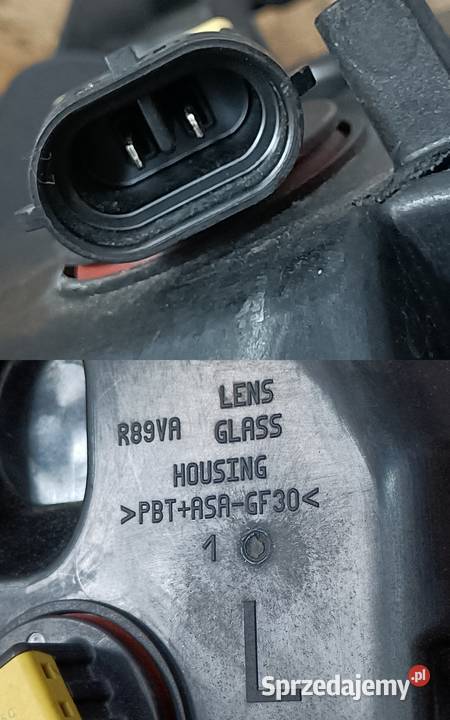 LENS
R89VA GLASS
HOUSING
>PBT+ASA-GF30<
1
L
Sprzedajemy.pl